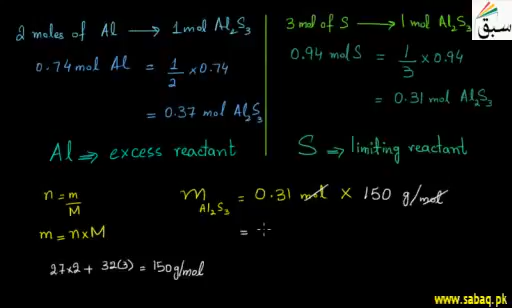 سبق
2 moles of Al → 1 mol Al₂S₃
0.74 mol Al = 1/2 × 0.74
= 0.37 mol Al₂S₃
Al ⇒ excess reactant
3 mol of S → 1 mol Al₂S₃
0.94 mol S = 1/3 × 0.94
= 0.31 mol Al₂S₃
S ⇒ limiting reactant
n = m/M
m = n × M
27×2 + 32(3) = 150 g/mol
m Al₂S₃ = 0.31 mol × 150 g/mol
=
www.sabaq.pk